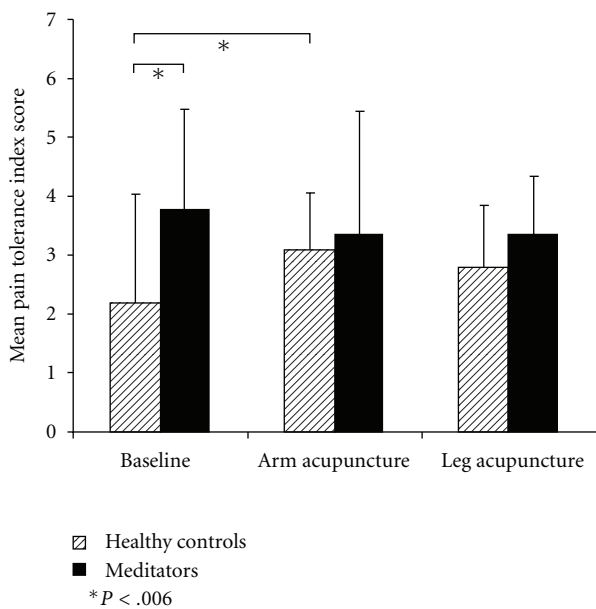 7
6
5
4
3
2
1
0
Mean pain tolerance index score
*
*
Baseline
Arm acupuncture
Leg acupuncture
Healthy controls
Meditators
*P < .006